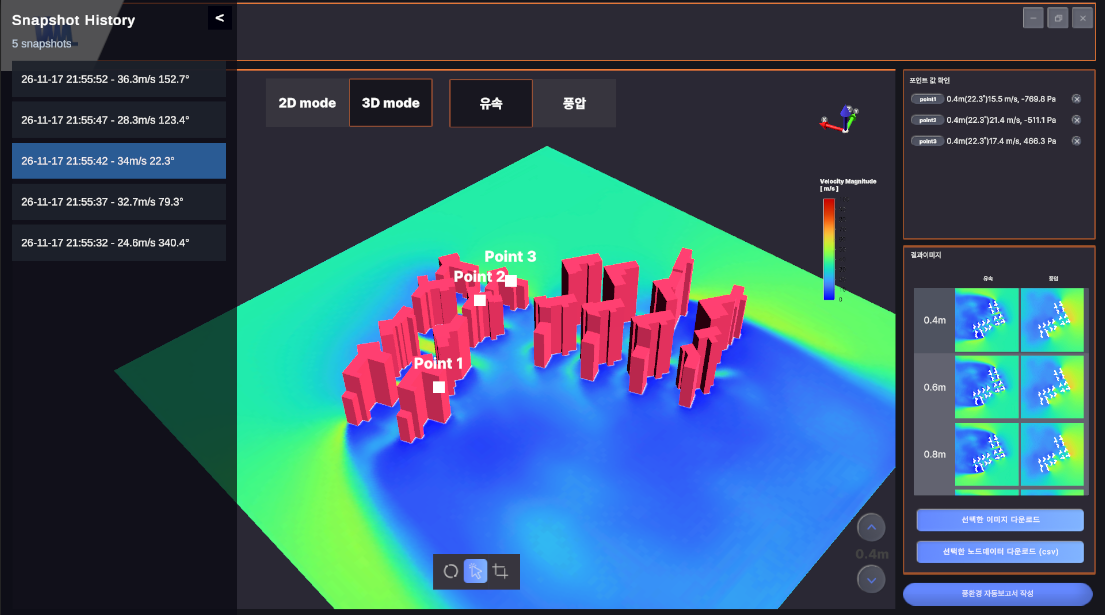 Snapshot History
<
5 snapshots
26-11-17 21:55:52 - 36.3m/s 152.7°
26-11-17 21:55:47 - 28.3m/s 123.4°
26-11-17 21:55:42 - 34m/s 22.3°
26-11-17 21:55:37 - 32.7m/s 79.3°
26-11-17 21:55:32 - 24.6m/s 340.4°
2D mode
3D mode
유속
풍압
Velocity Magnitude
[ m/s ]
0
Point 3
Point 2
Point 1
0.4m
포인트 값 확인
point1 0.4m(22.3°)15.5 m/s, -769.8 Pa
point2 0.4m(22.3°)21.4 m/s, -511.1 Pa
point3 0.4m(22.3°)17.4 m/s, 466.3 Pa
결과이미지
유속 풍압
0.4m
0.6m
0.8m
선택한 이미지 다운로드
선택한 노드데이터 다운로드 (csv)
풍환경 자동보고서 작성